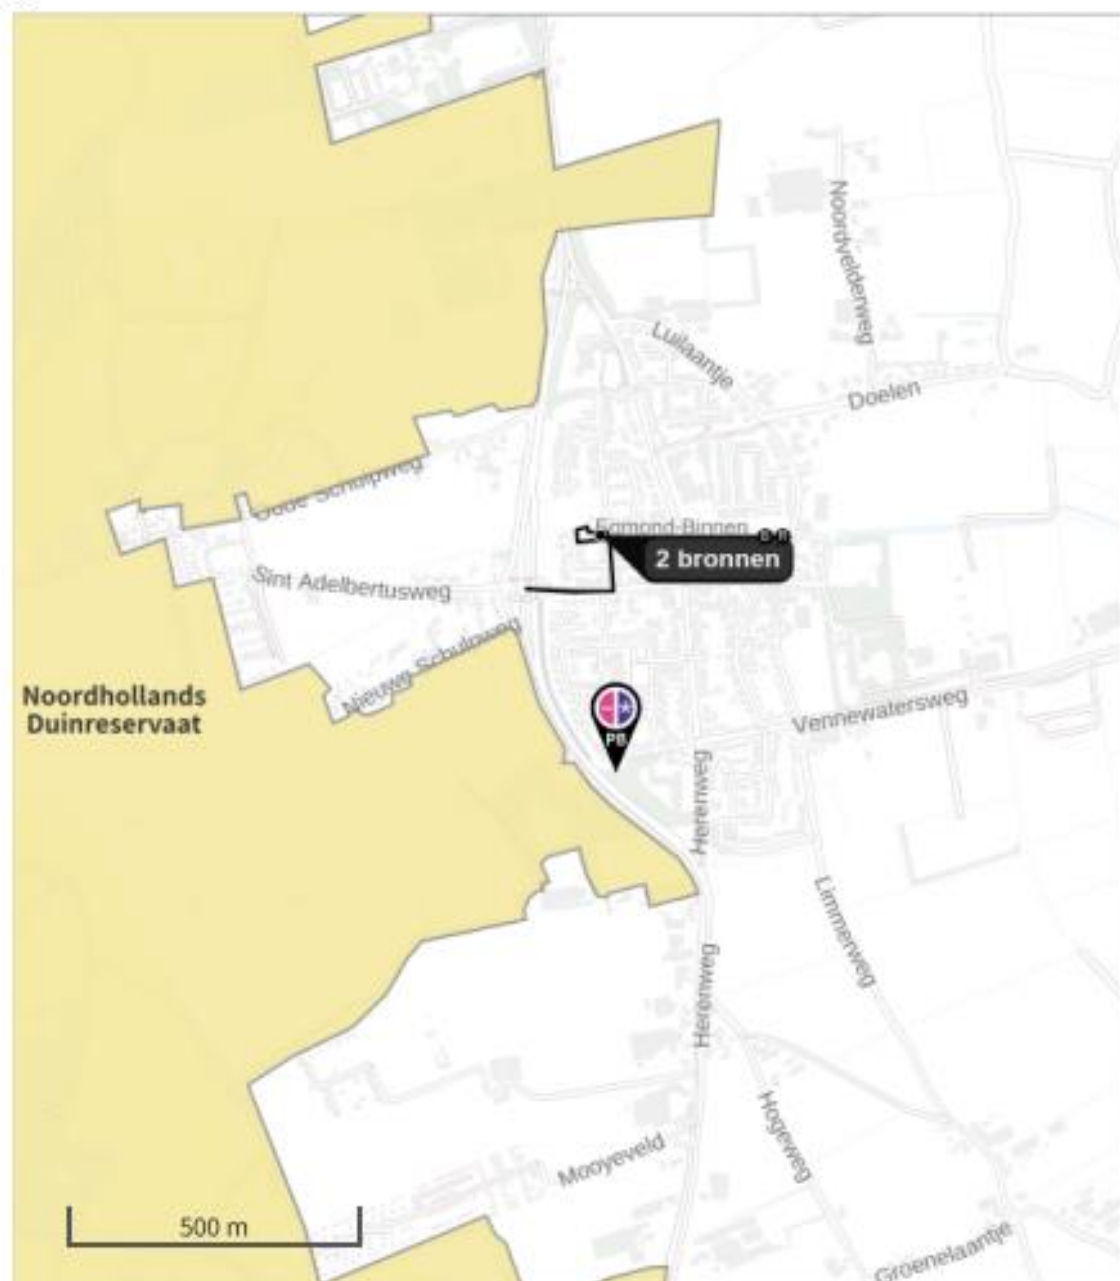 Noordvelderweg
Luilaantje
Doelen
Oude Schulpweg
Egmond-Binnen
2 bronnen
Sint Adelbertusweg
Nieuwe Schulpweg
Noordhollands
Duinreservaat
PB
Vennewatersweg
Herenweg
Limmerweg
Herenweg
Hogeweg
Mooyeveld
500 m
Groenelaantje